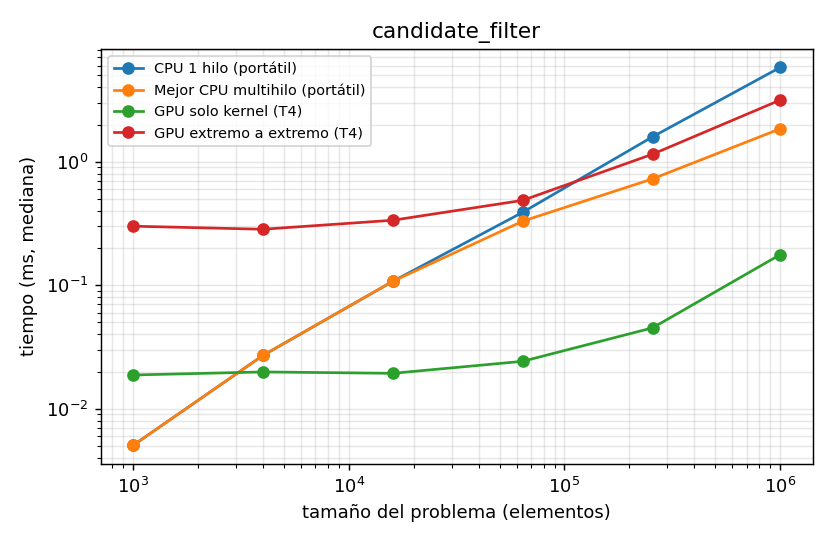 candidate_filter
CPU 1 hilo (portátil)
Mejor CPU multihilo (portátil)
GPU solo kernel (T4)
GPU extremo a extremo (T4)
tiempo (ms, mediana)
10⁰
10⁻¹
10⁻²
10³ 10⁴ 10⁵ 10⁶
tamaño del problema (elementos)